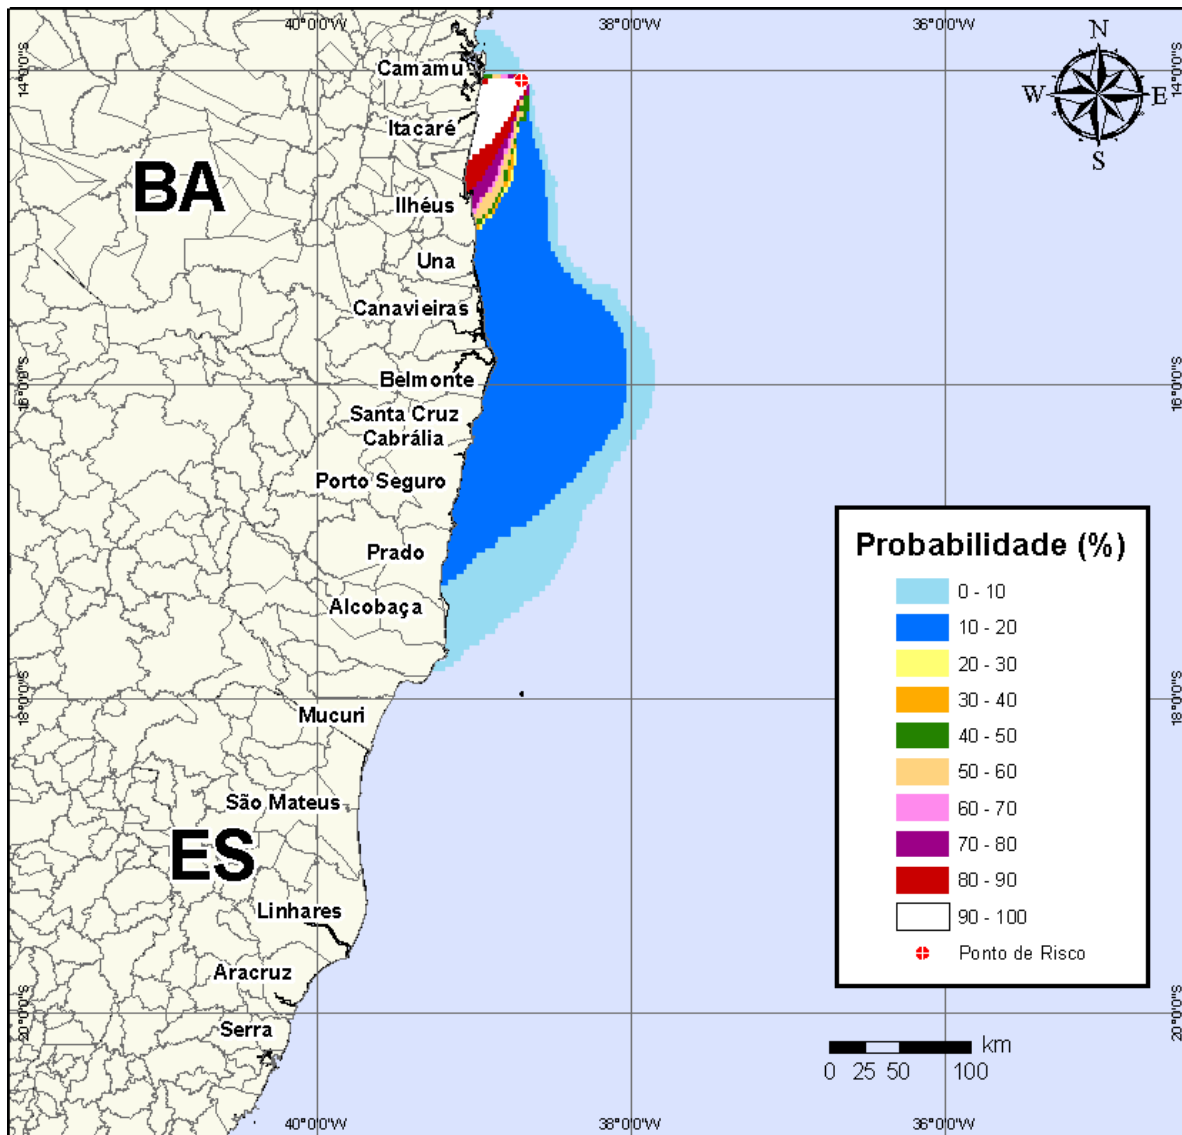 40°0'0"W
38°0'0"W
36°0'0"W
14°0'0"S
14°0'0"S
N
W
E
S
Camamu
Itacaré
BA
Ilhéus
Una
Canavieiras
16°0'0"S
16°0'0"S
Belmonte
Santa Cruz
Cabrália
Porto Seguro
Prado
Alcobaça
Probabilidade (%)
0 - 10
10 - 20
20 - 30
30 - 40
40 - 50
50 - 60
60 - 70
70 - 80
80 - 90
90 - 100
Ponto de Risco
18°0'0"S
18°0'0"S
Mucuri
São Mateus
ES
Linhares
Aracruz
20°0'0"S
20°0'0"S
Serra
km
0 25 50 100
40°0'0"W
38°0'0"W
36°0'0"W